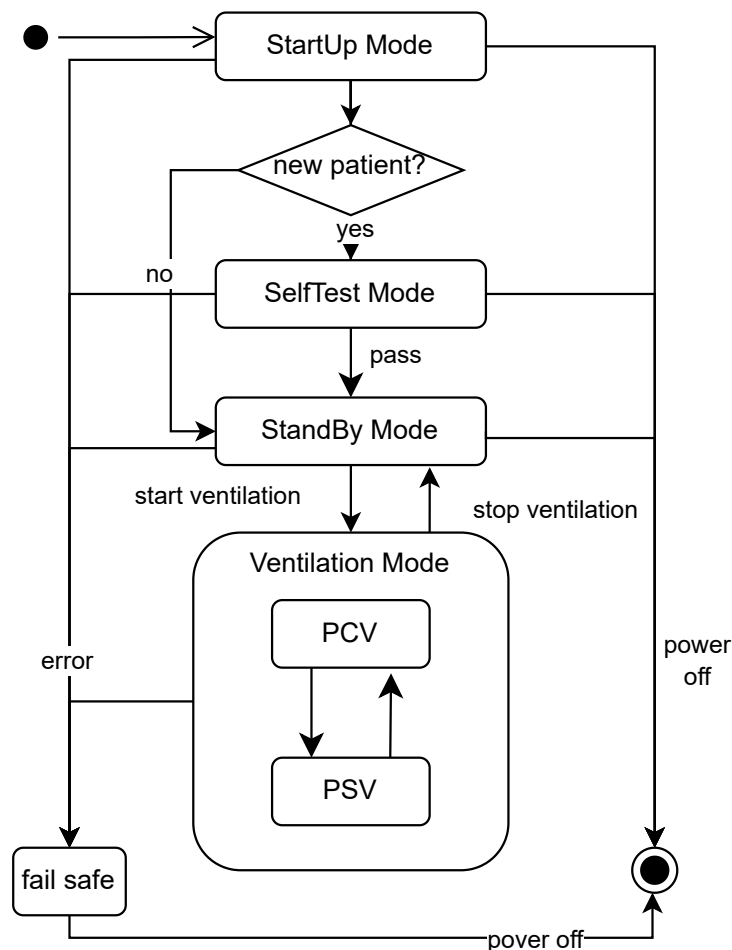 StartUp Mode
new patient?
yes
no
SelfTest Mode
pass
StandBy Mode
start ventilation
stop ventilation
Ventilation Mode
PCV
error
power
off
PSV
fail safe
pover off